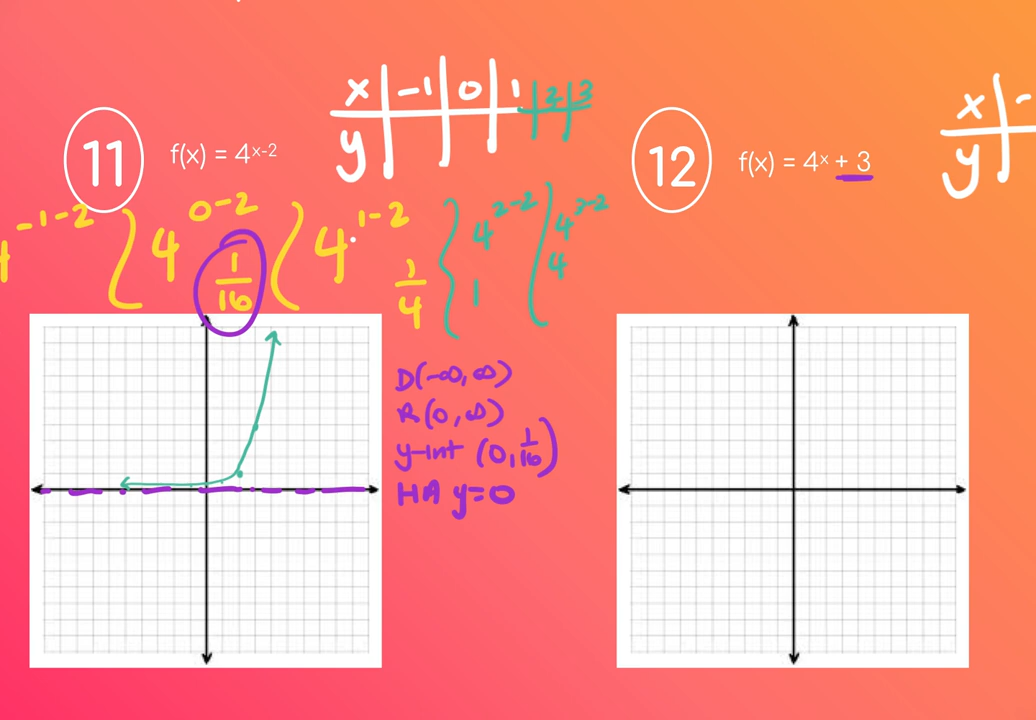 x -1 0 1 2 3
y
11 f(x) = 4ˣ⁻²
4⁻¹⁻² 4⁰⁻² 1/16 4¹⁻² 1/4 4²⁻² 1 4³⁻² 4
D(-∞, ∞)
R(0, ∞)
y-int (0, 1/16)
HA y=0
12 f(x) = 4ˣ + 3
x -
y